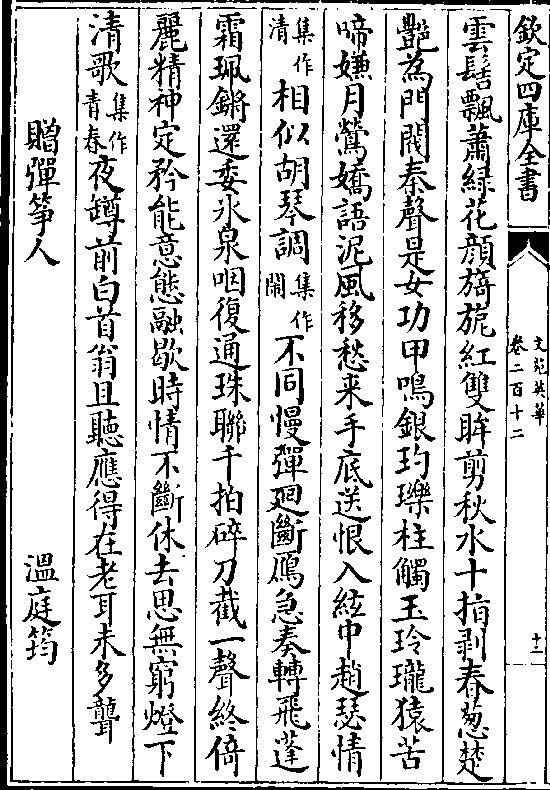 欽定四庫全書
文苑英華
卷二百十二
十三
雲髻飄蕭緑花顔旖旎紅雙眸剪秋水十指剥春葱楚
艷為門閥秦聲是女功甲鳴銀玓瓅柱觸玉玲瓏猿苦
啼嫌月鶯嬌語泥風移愁来手底送恨入絃中趙瑟情
集作清相似胡琴調集作閙不同慢彈廻斷鴈急奏轉飛蓬
霜珮鏘還委氷泉咽復通珠聯千拍碎刀截一聲終倚
麗精神定矜能意態融歇時情不斷休去思無窮燈下
清歌集作青春夜罇前白首翁且聽應得在老耳未多聾
贈彈筝人 温庭筠